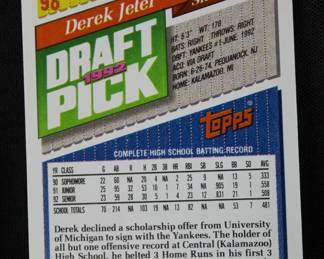 98
Derek Jeter
DRAFT
1992
PICK
HT: 6'3" WT: 178
BATS: RIGHT THROWS: RIGHT
DRAFT: YANKEES #1-JUNE, 1992
ACQ: VIA DRAFT
BORN: 6-26-74, PEQUANOCK, NJ
HOME: KALAMAZOO, MI
TOPPS
COMPLETE HIGH SCHOOL BATTING RECORD
YR CLASS G AB R H 2B 3B HR RBI SB SLG BB SO AVG
90 SOPHOMORE
91 JUNIOR
92 SENIOR
SCHOOL TOTALS
Derek declined a scholarship offer from University
of Michigan to sign with the Yankees. The holder of
all but one offensive record at Central (Kalamazoo)
High School, he belted 3 Home Runs in his first 3